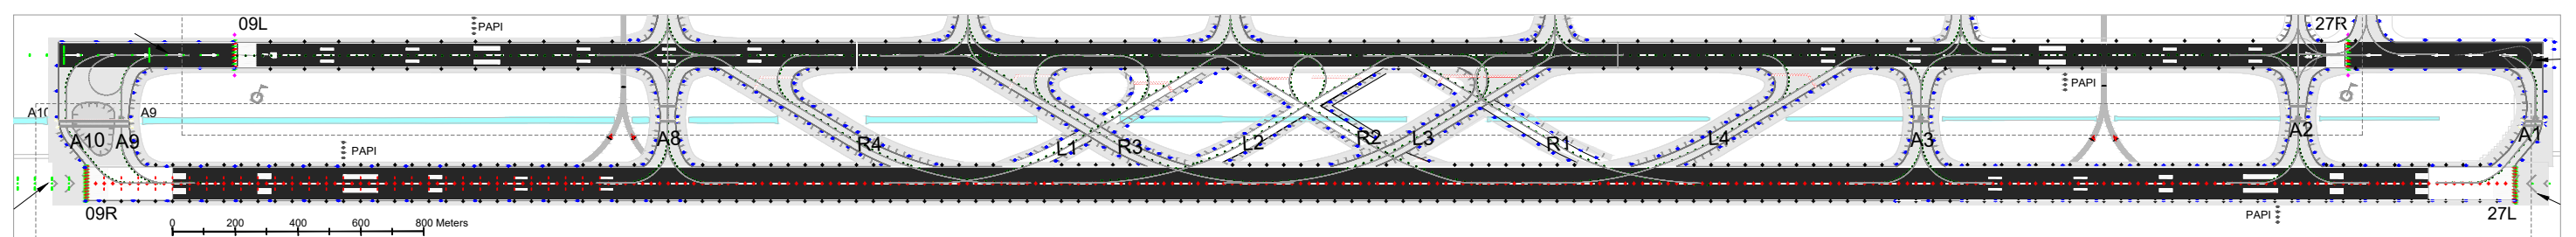 09L
PAPI
27R
PAPI
A10
A9
A10
A9
A8
R4
L1
R3
L2
R2
L3
R1
L4
A3
A2
A1
PAPI
09R
0 200 400 600 800 Meters
PAPI
27L